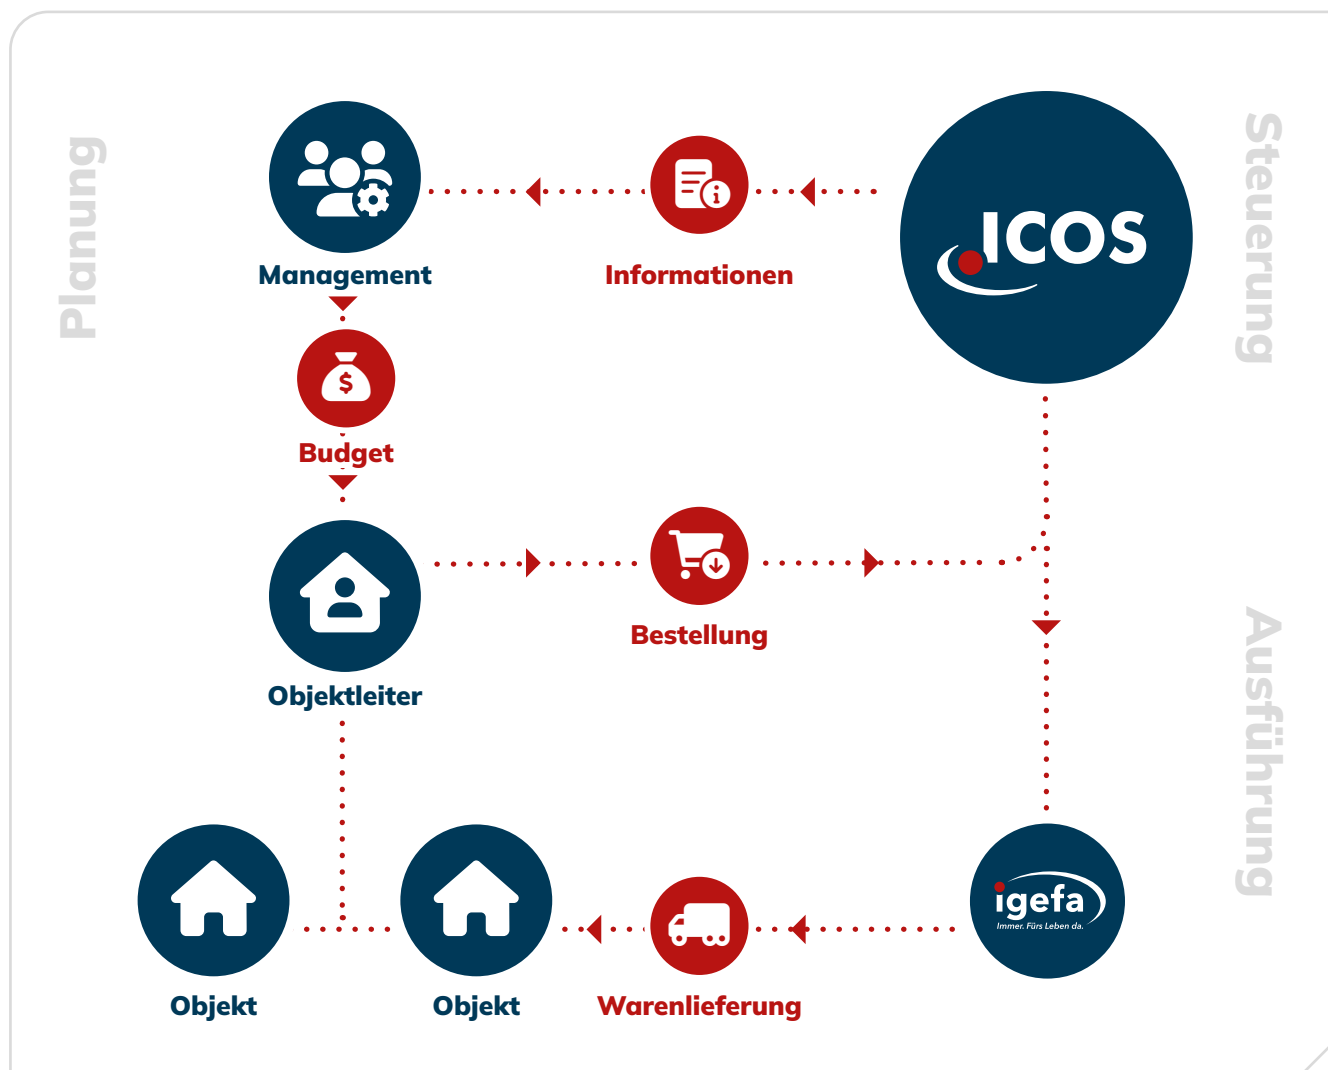 Planung
Steuerung
ICOS
Management
Informationen
$
Budget
Bestellung
Objektleiter
Ausführung
igefa
Immer. Fürs Leben da.
Objekt
Objekt
Warenlieferung